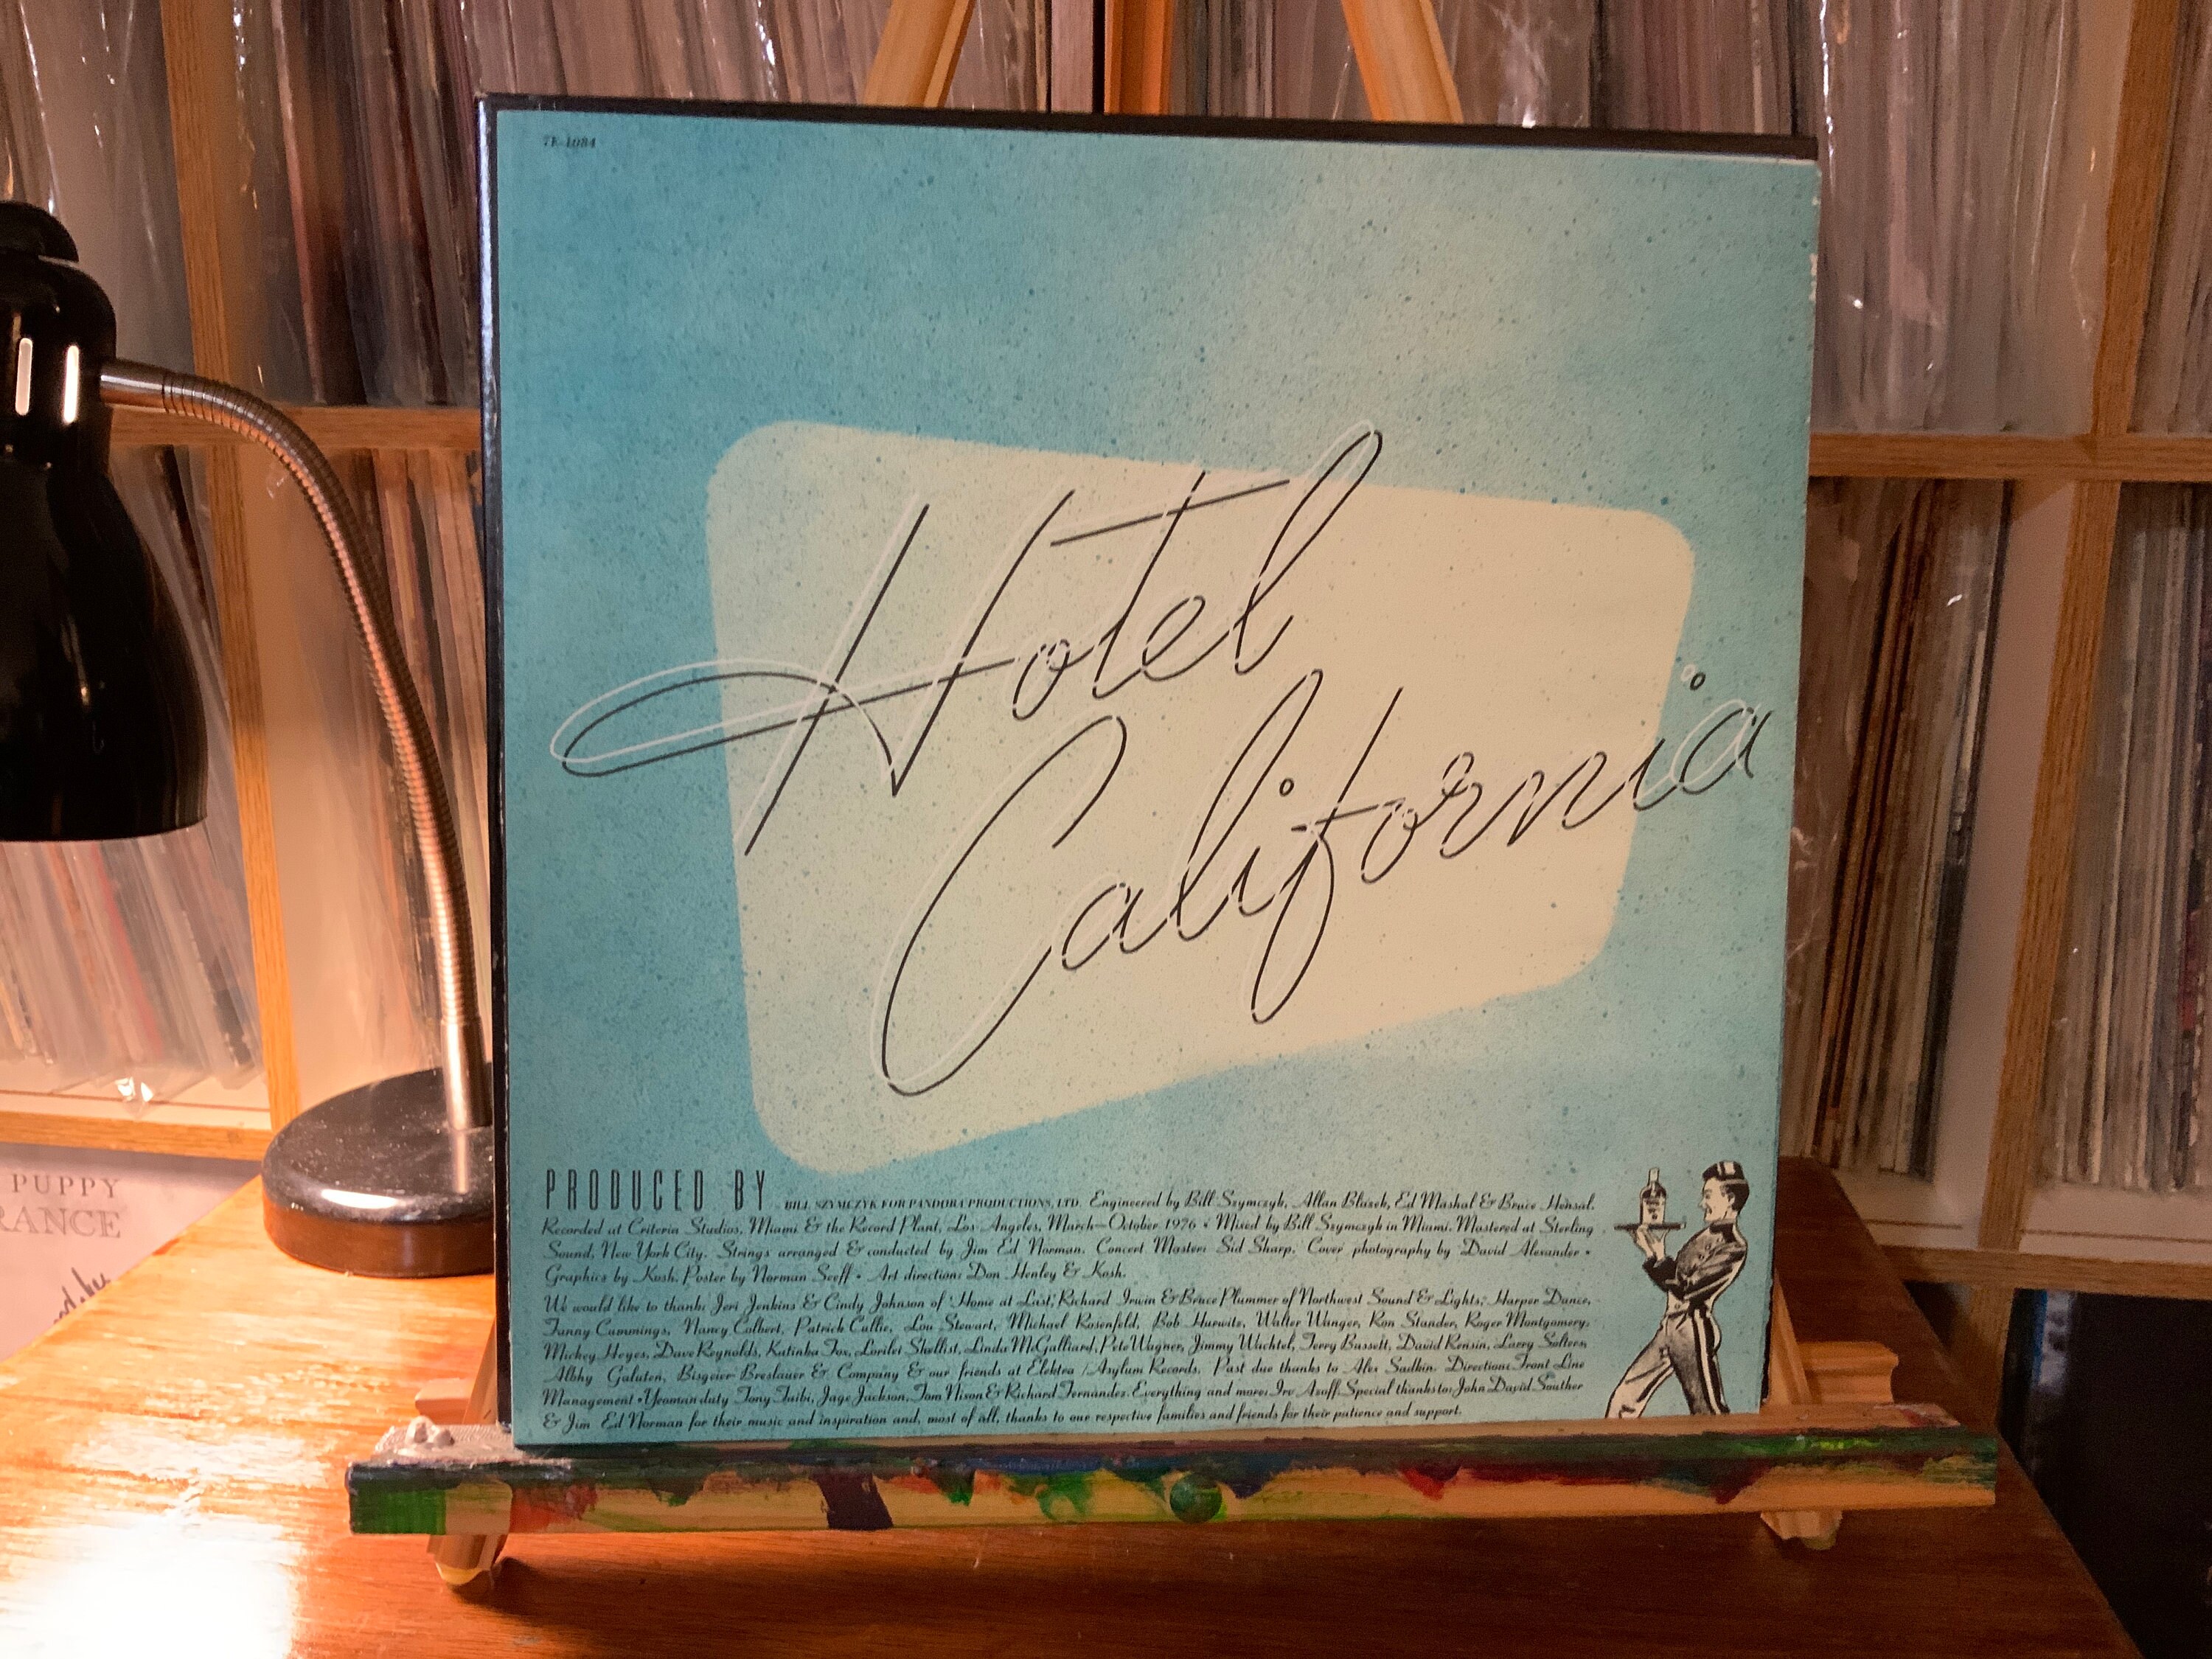 7E-1084
Hotel
California
PRODUCED BY BILL SZYMCZYK FOR PANDORA PRODUCTIONS, LTD. Engineered by Bill Szymczyk, Allan Blazek, Ed Mashal & Bruce Hensal.
Recorded at Criteria Studios, Miami & the Record Plant, Los Angeles, March—October 1976 • Mixed by Bill Szymczyk in Miami. Mastered at Sterling
Sound, New York City. Strings arranged & conducted by Jim Ed Norman. Concert Master: Sid Sharp. Cover photography by David Alexander •
Graphics by Kosh. Poster by Norman Seeff • Art direction: Don Henley & Kosh.
We would like to thank: Jeri Jenkins & Cindy Johnson of 'Home at Last,' Richard Irwin & Bruce Plummer of Northwest Sound & Lights; Harper Dance,
Fanny Cummings, Nancy Colbert, Patrick Cullie, Lou Stewart, Michael Rosenfeld, Bob Hurwitz, Walter Wanger, Ron Stander, Roger Montgomery,
Mickey Heyes, Dave Reynolds, Katinka Fox, Lorilei Shellist, Linda McGalliard, Pete Wagner, Jimmy Wachtel, Terry Bassett, David Rensin, Larry Solters,
Albhy Galuten, Bisgeier Breslauer & Company & our friends at Elektra / Asylum Records. Past due thanks to Alex Sadkin. Direction: Front Line
Management • Yeoman duty Tony Taibi, Jage Jackson, Tom Nixon & Richard Fernandez. Everything and more: Irv Azoff. Special thanks to: John David Souther
& Jim Ed Norman for their music and inspiration and, most of all, thanks to our respective families and friends for their patience and support.
PUPPY
RANCE